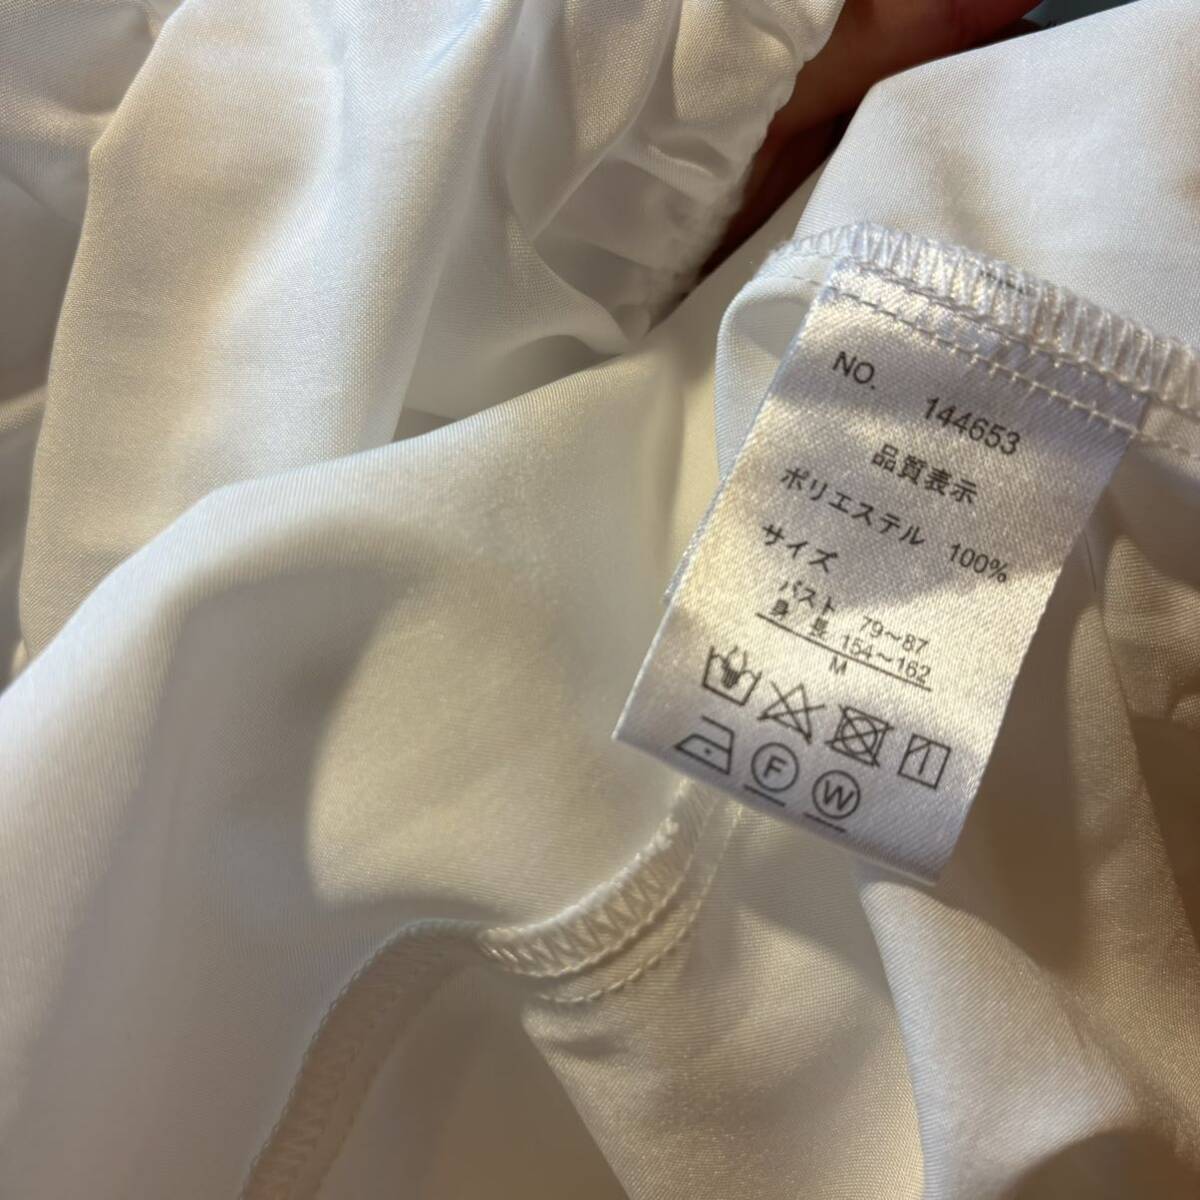 NO. 144653
品質表示
ポリエステル 100%
サイズ
バスト 79～87
身 長 154～162
M
F W